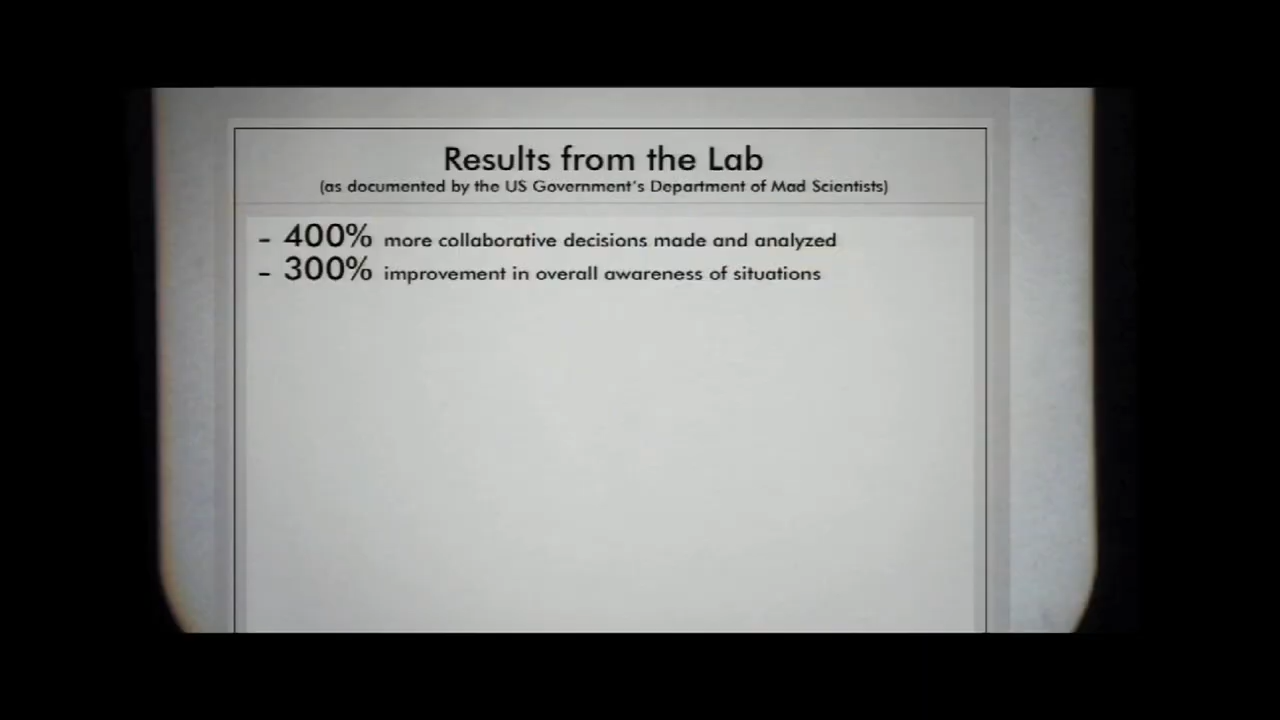 Results from the Lab
(as documented by the US Government's Department of Mad Scientists)
- 400% more collaborative decisions made and analyzed
- 300% improvement in overall awareness of situations